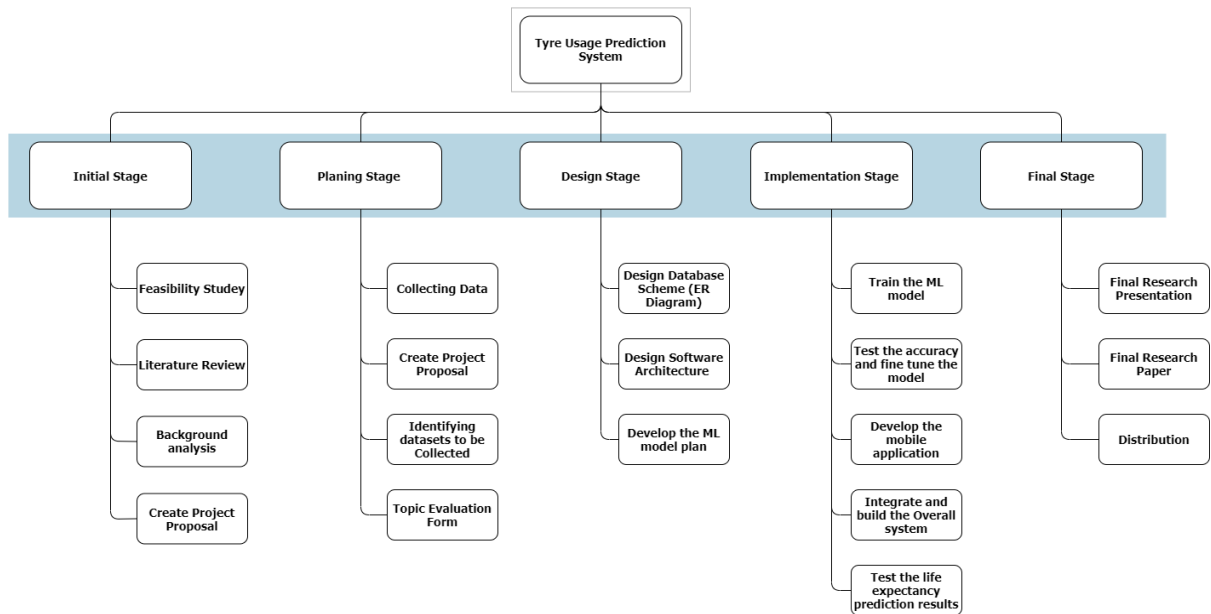 Tyre Usage Prediction
System
Initial Stage
Planing Stage
Design Stage
Implementation Stage
Final Stage
Feasibility Studey
Literature Review
Background
analysis
Create Project
Proposal
Collecting Data
Create Project
Proposal
Identifying
datasets to be
Collected
Topic Evaluation
Form
Design Database
Scheme (ER
Diagram)
Design Software
Architecture
Develop the ML
model plan
Train the ML
model
Test the accuracy
and fine tune the
model
Develop the
mobile
application
Integrate and
build the Overall
system
Test the life
expectancy
prediction results
Final Research
Presentation
Final Research
Paper
Distribution